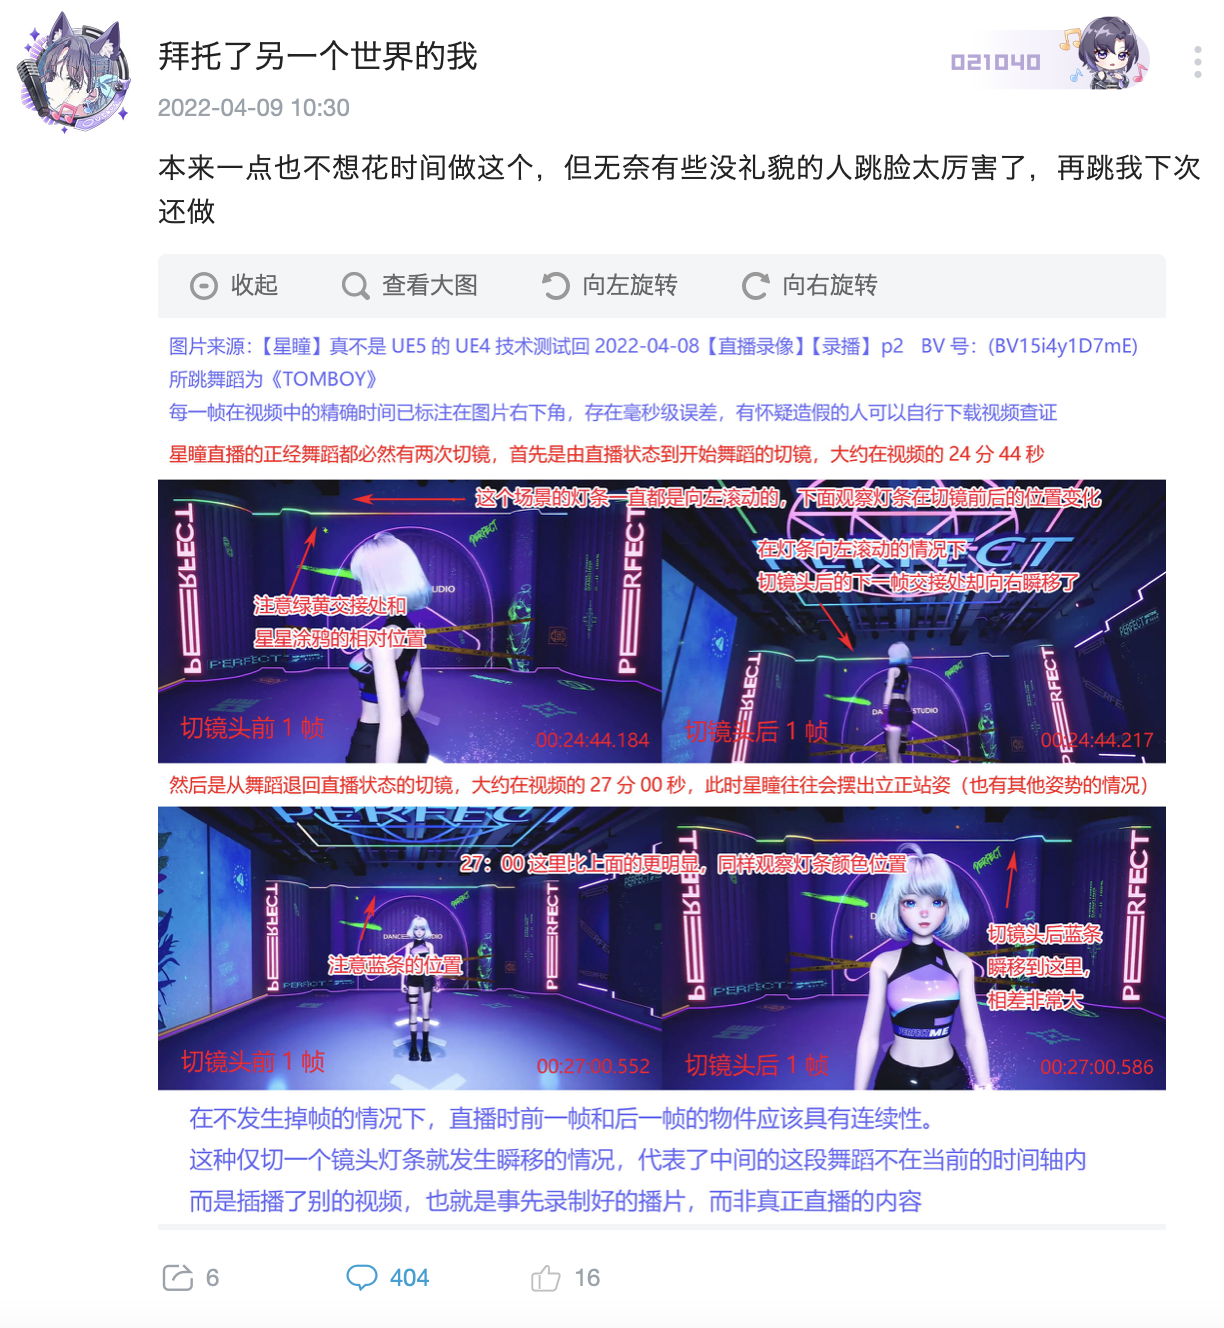 拜托了另一个世界的我
021040
2022-04-09 10:30
本来一点也不想花时间做这个，但无奈有些没礼貌的人跳脸太厉害了，再跳我下次
还做
收起
查看大图
向左旋转
向右旋转
图片来源：【星瞳】真不是 UE5 的 UE4 技术测试回 2022-04-08【直播录像】【录播】p2 BV 号：(BV15i4y1D7mE)
所跳舞蹈为《TOMBOY》
每一帧在视频中的精确时间已标注在图片右下角，存在毫秒级误差，有怀疑造假的人可以自行下载视频查证
星瞳直播的正经舞蹈都必然有两次切镜，首先是由直播状态到开始舞蹈的切镜，大约在视频的 24 分 44 秒
这个场景的灯条一直都是向左滚动的，下面观察灯条在切镜前后的位置变化
注意绿黄交接处和
星星涂鸦的相对位置
PERFECT
PERFECT
PERFECT
PERFECT
UDIO
切镜头前 1 帧
00:24:44.184
在灯条向左滚动的情况下
切镜头后的下一帧交接处却向右瞬移了
PERFECT
PERFECT
PERFECT
PERFECT
DA
STUDIO
切镜头后 1 帧
00:24:44.217
然后是从舞蹈退回直播状态的切镜，大约在视频的 27 分 00 秒，此时星瞳往往会摆出立正站姿（也有其他姿势的情况）
27：00 这里比上面的更明显，同样观察灯条颜色位置
PERFECT
PERFECT
PERFECT
PERFECT
注意蓝条的位置
切镜头前 1 帧
00:27:00.552
PERFECT
PERFECT
PERFECT
PERFECT
D
切镜头后蓝条
瞬移到这里，
相差非常大
PERFECT ME
切镜头后 1 帧
00:27:00.586
在不发生掉帧的情况下，直播时前一帧和后一帧的物件应该具有连续性。
这种仅切一个镜头灯条就发生瞬移的情况，代表了中间的这段舞蹈不在当前的时间轴内
而是插播了别的视频，也就是事先录制好的播片，而非真正直播的内容
6
404
16